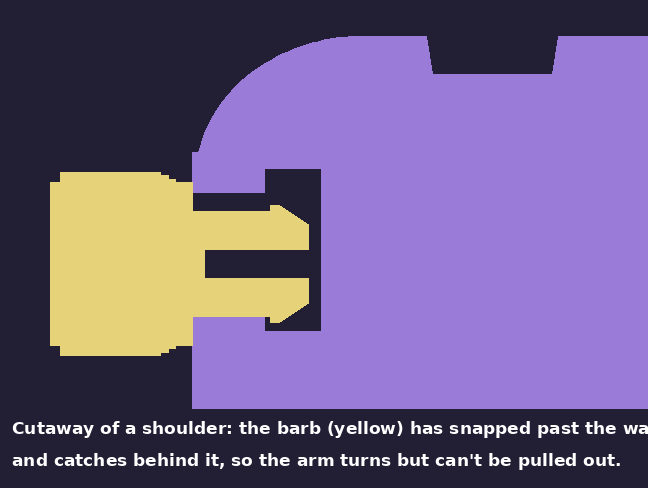 Cutaway of a shoulder: the barb (yellow) has snapped past the wa
and catches behind it, so the arm turns but can't be pulled out.